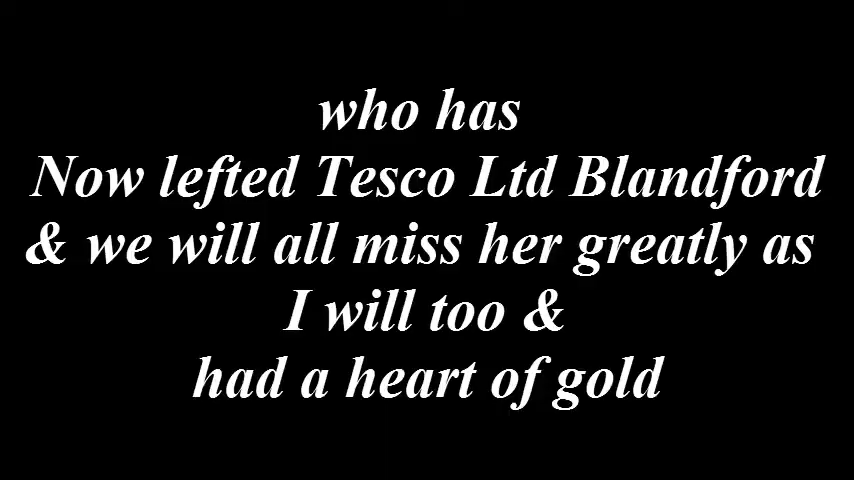 who has
Now lefted Tesco Ltd Blandford
& we will all miss her greatly as
I will too &
had a heart of gold